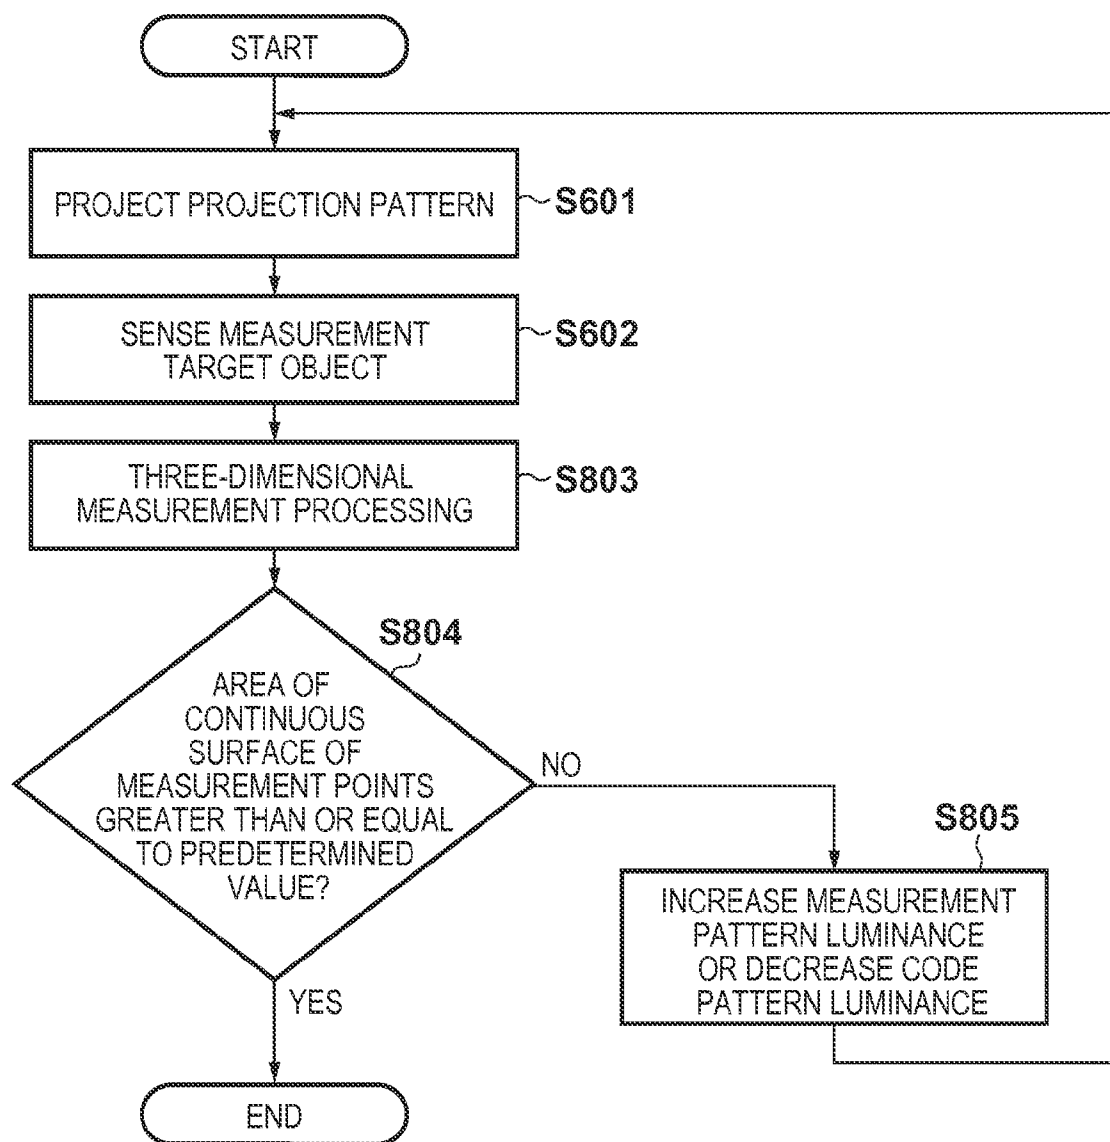 START
PROJECT PROJECTION PATTERN
S601
SENSE MEASUREMENT
TARGET OBJECT
S602
THREE-DIMENSIONAL
MEASUREMENT PROCESSING
S803
S804
AREA OF
CONTINUOUS
SURFACE OF
MEASUREMENT POINTS
GREATER THAN OR EQUAL
TO PREDETERMINED
VALUE?
NO
S805
INCREASE MEASUREMENT
PATTERN LUMINANCE
OR DECREASE CODE
PATTERN LUMINANCE
YES
END